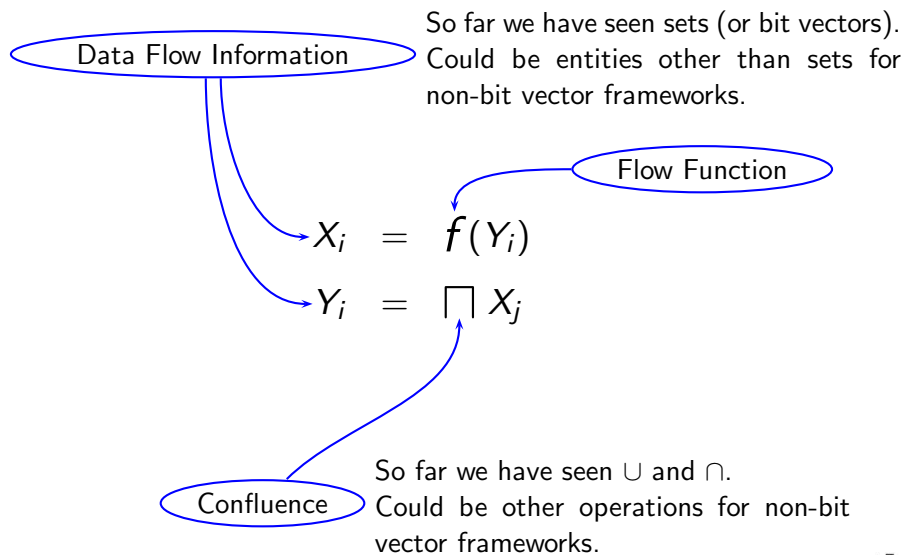 So far we have seen sets (or bit vectors).
Data Flow Information
Could be entities other than sets for
non-bit vector frameworks.
Flow Function
X_i = f(Y_i)
Y_i = ⊓ X_j
So far we have seen ∪ and ∩.
Confluence
Could be other operations for non-bit
vector frameworks.